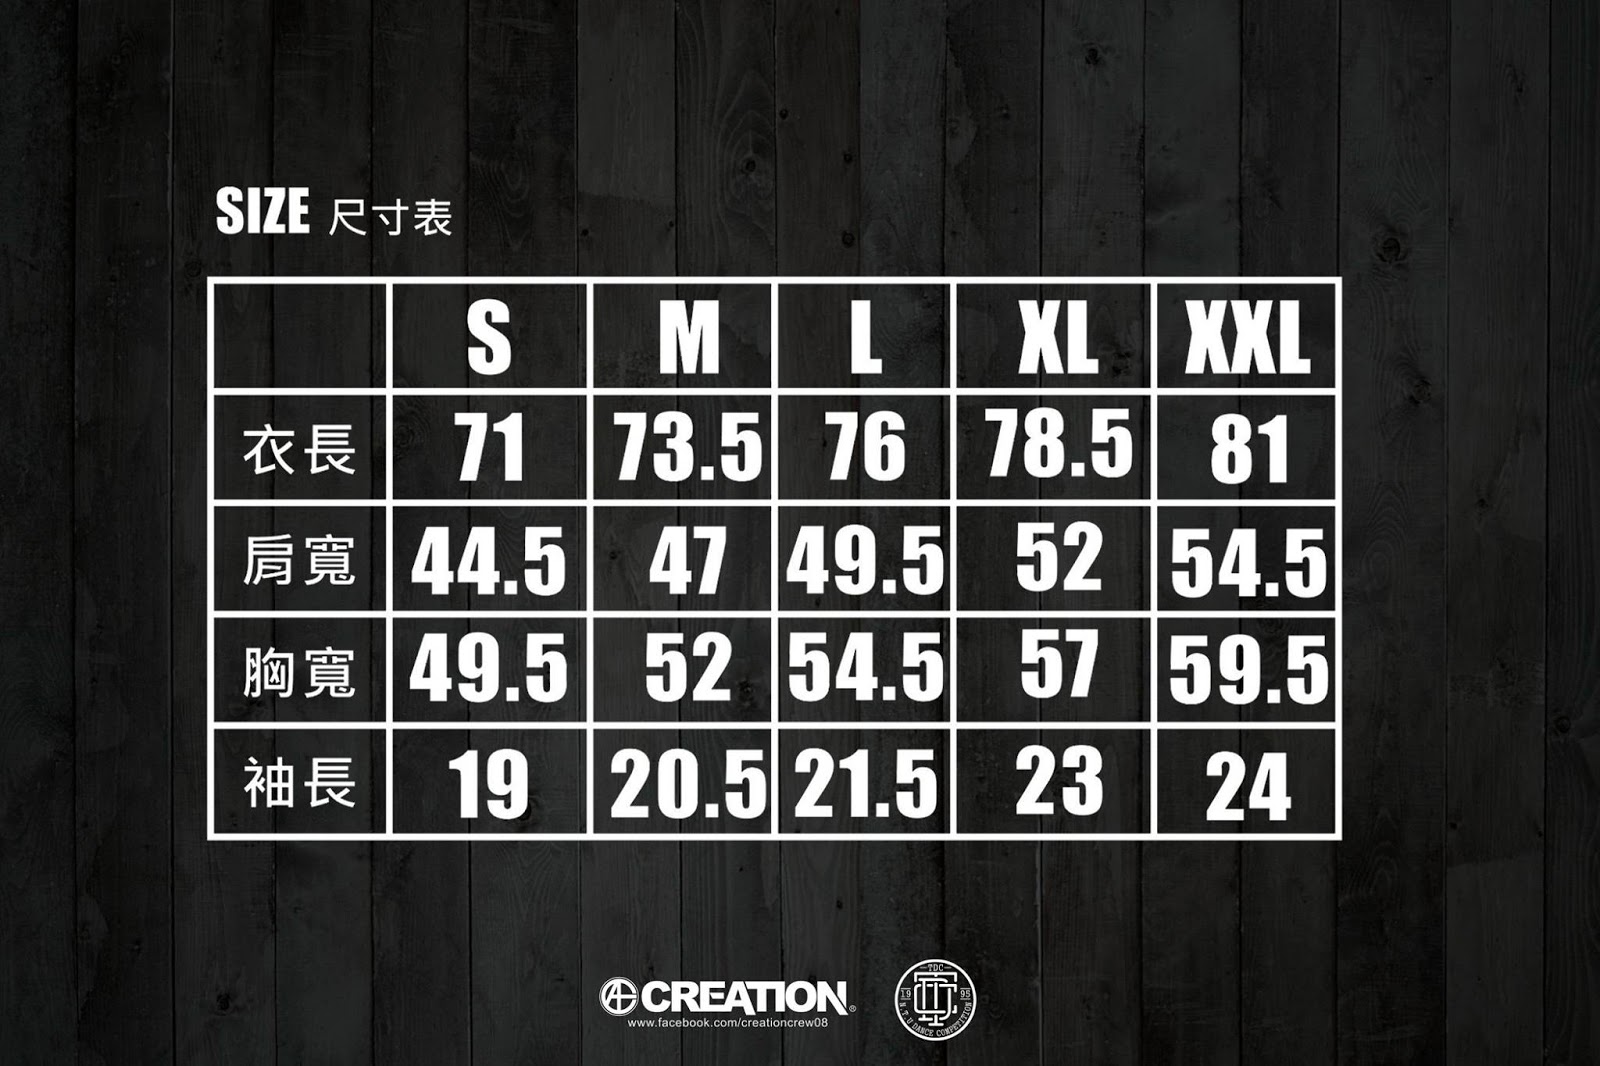 SIZE 尺寸表
S M L XL XXL
衣長 71 73.5 76 78.5 81
肩寬 44.5 47 49.5 52 54.5
胸寬 49.5 52 54.5 57 59.5
袖長 19 20.5 21.5 23 24
CREATION®
www.facebook.com/creationcrew08
TDC
19 95
N.T.U DANCE COMPETITION